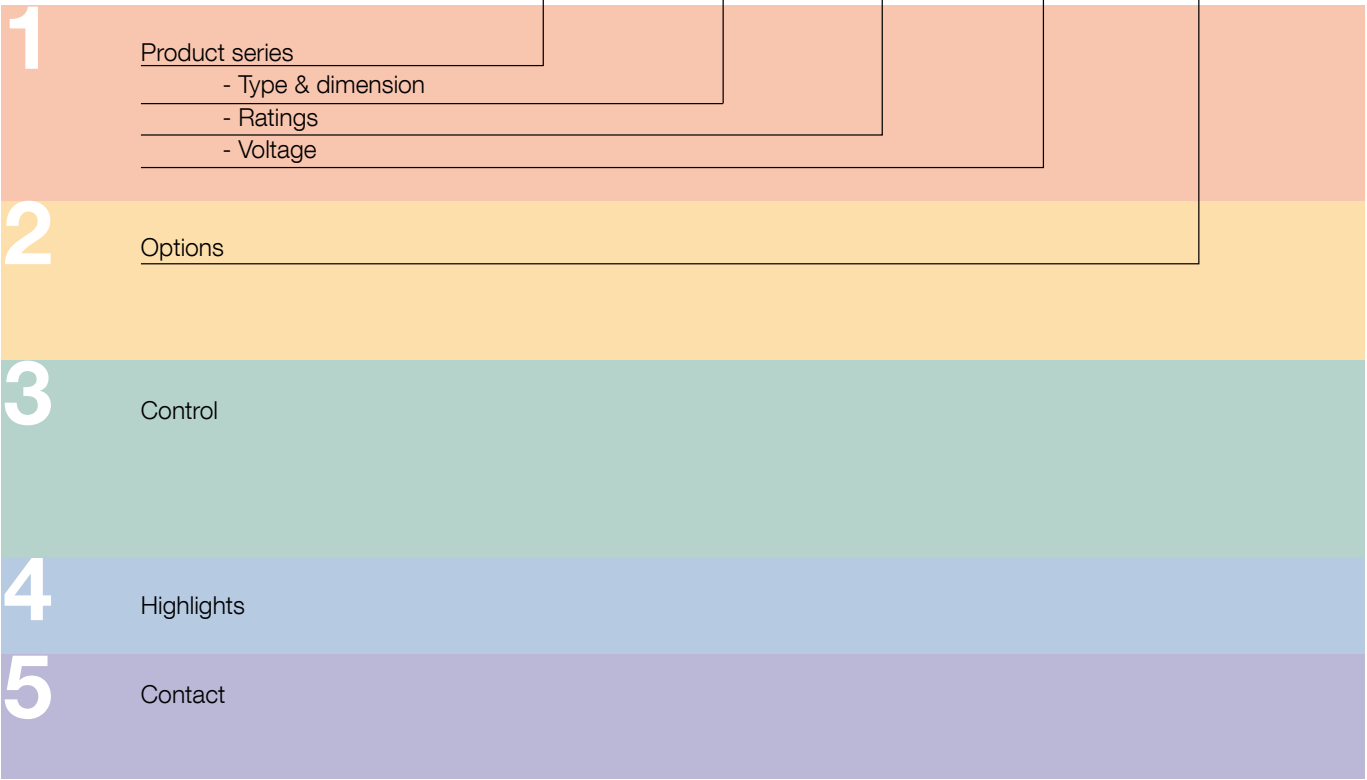 1
Product series
- Type & dimension
- Ratings
- Voltage
2
Options
3
Control
4
Highlights
5
Contact